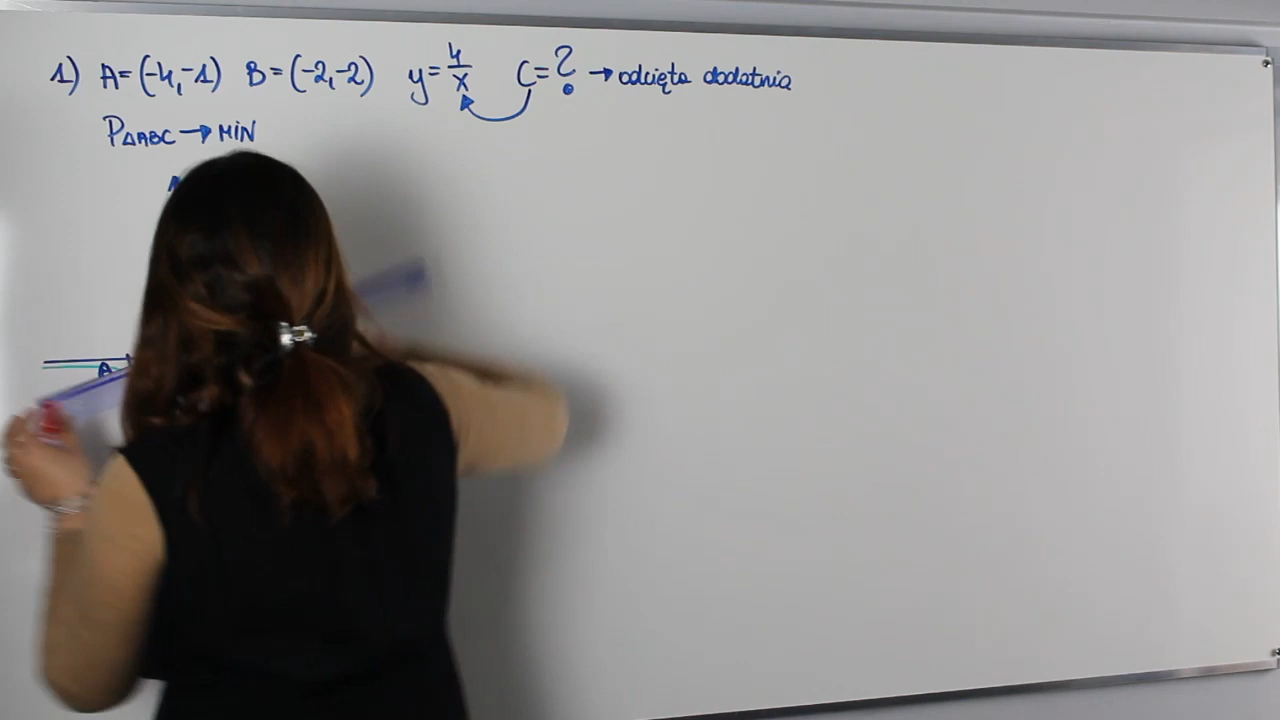 1) A=(-4,-1) B=(-2,-2) y=4/x C=? → odcięta dodatnia
P△ABC → MIN
A